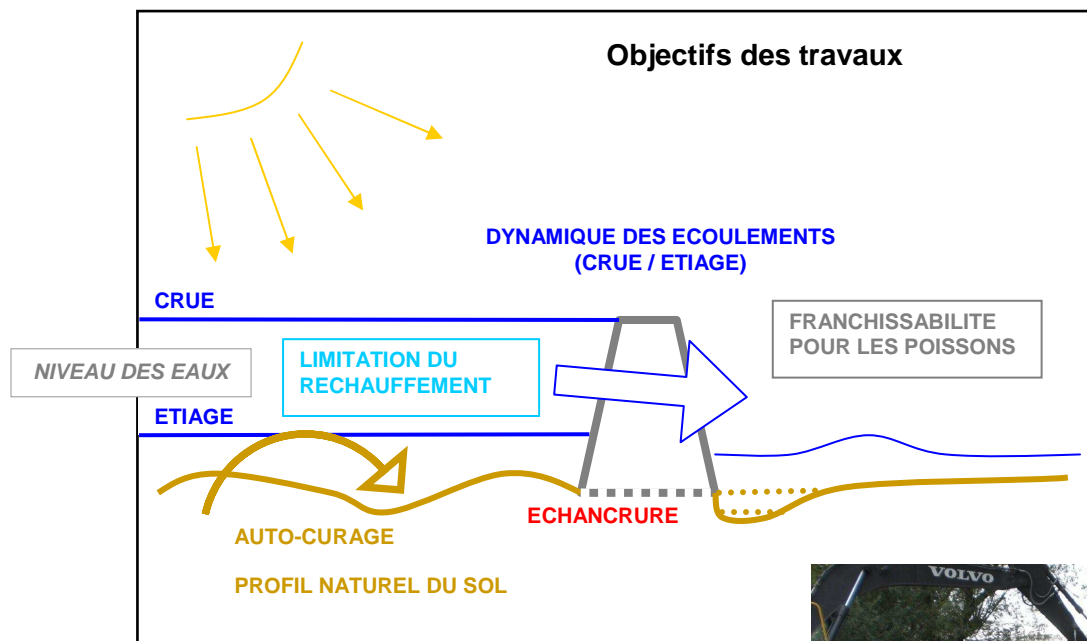 Objectifs des travaux
DYNAMIQUE DES ECOULEMENTS
(CRUE / ETIAGE)
CRUE
FRANCHISSABILITE
POUR LES POISSONS
LIMITATION DU
RECHAUFFEMENT
NIVEAU DES EAUX
ETIAGE
ECHANCRURE
AUTO-CURAGE
PROFIL NATUREL DU SOL
VOLVO